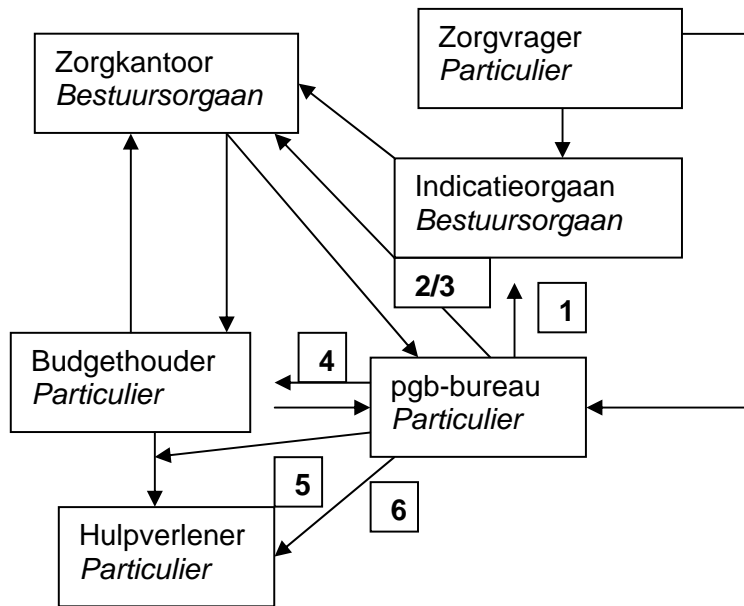 Zorgvrager
Particulier
Zorgkantoor
Bestuursorgaan
Indicatieorgaan
Bestuursorgaan
2/3
1
Budgethouder
Particulier
4
pgb-bureau
Particulier
5
6
Hulpverlener
Particulier